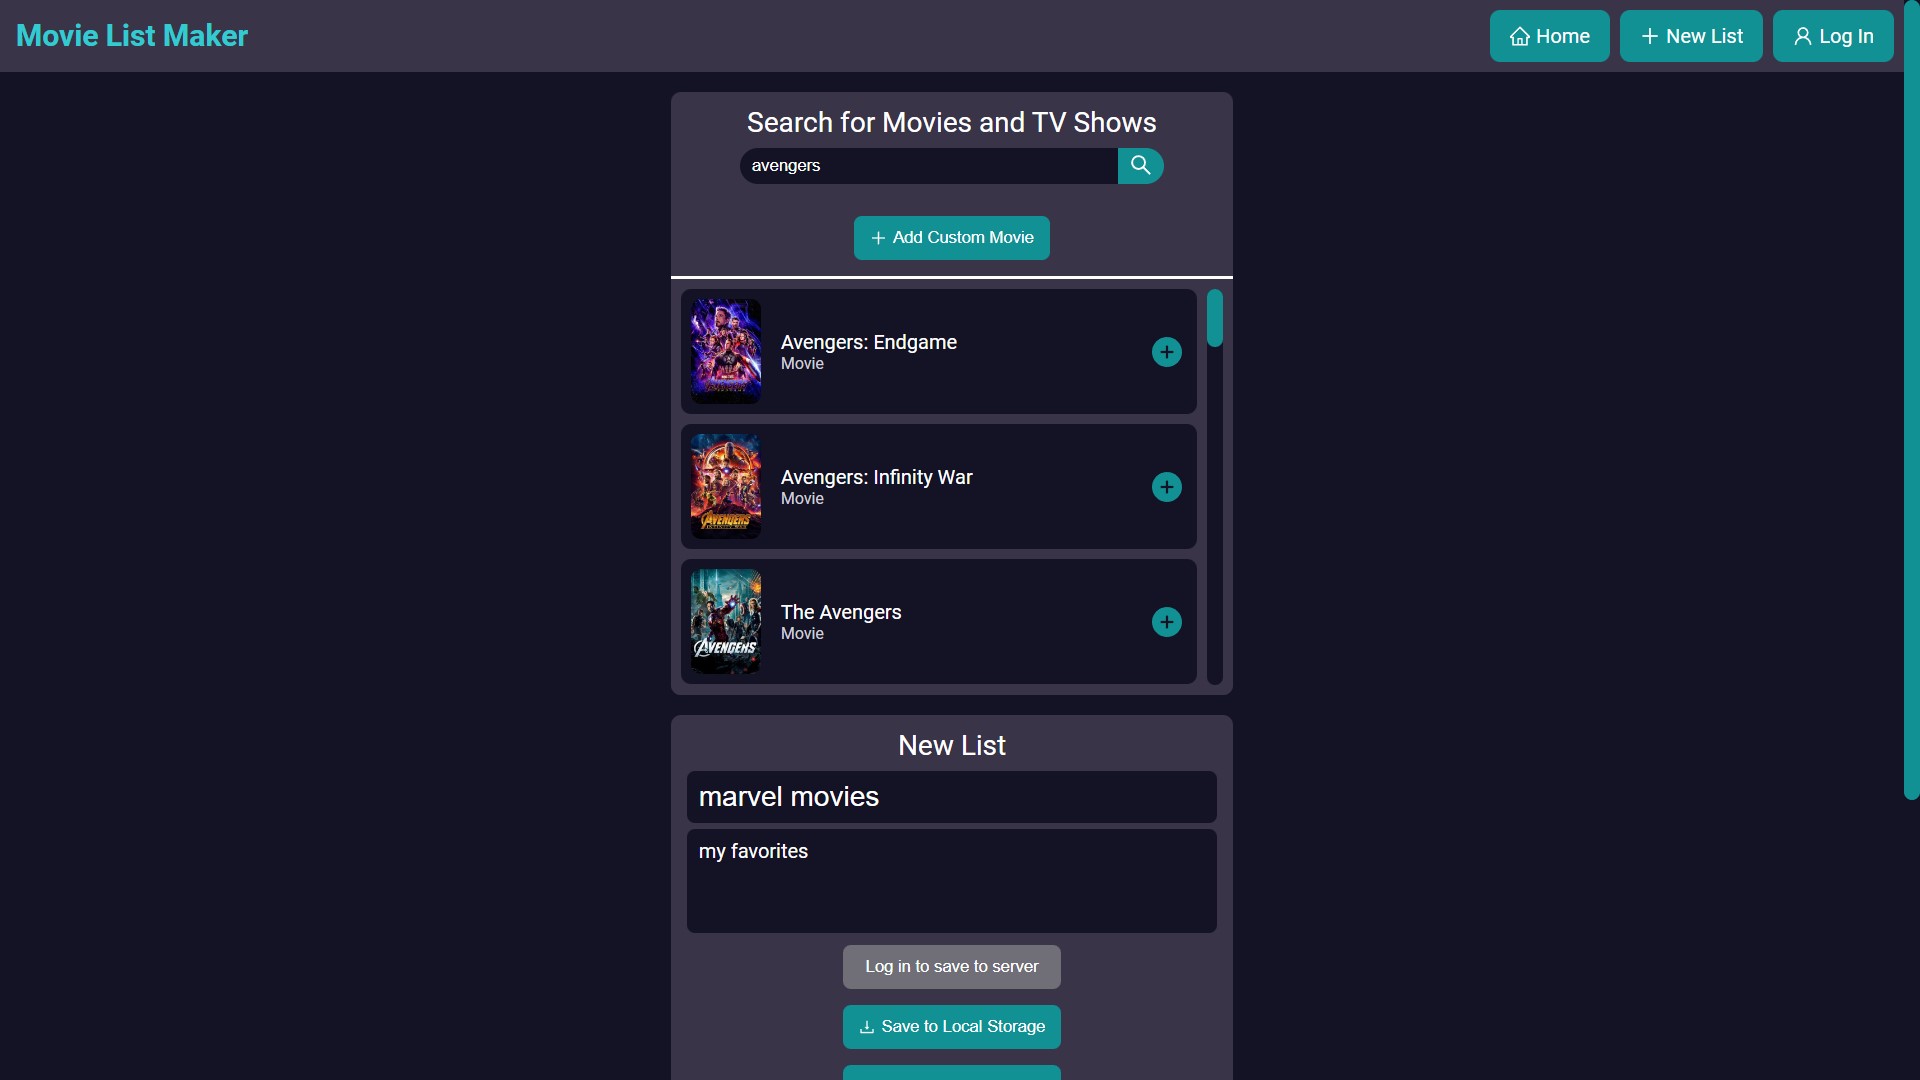 Movie List Maker
Home
New List
Log In
Search for Movies and TV Shows
avengers
Add Custom Movie
Avengers: Endgame
Movie
AVENGERS
INFINITY WAR
Avengers: Infinity War
Movie
AVENGERS
The Avengers
Movie
New List
marvel movies
my favorites
Log in to save to server
Save to Local Storage